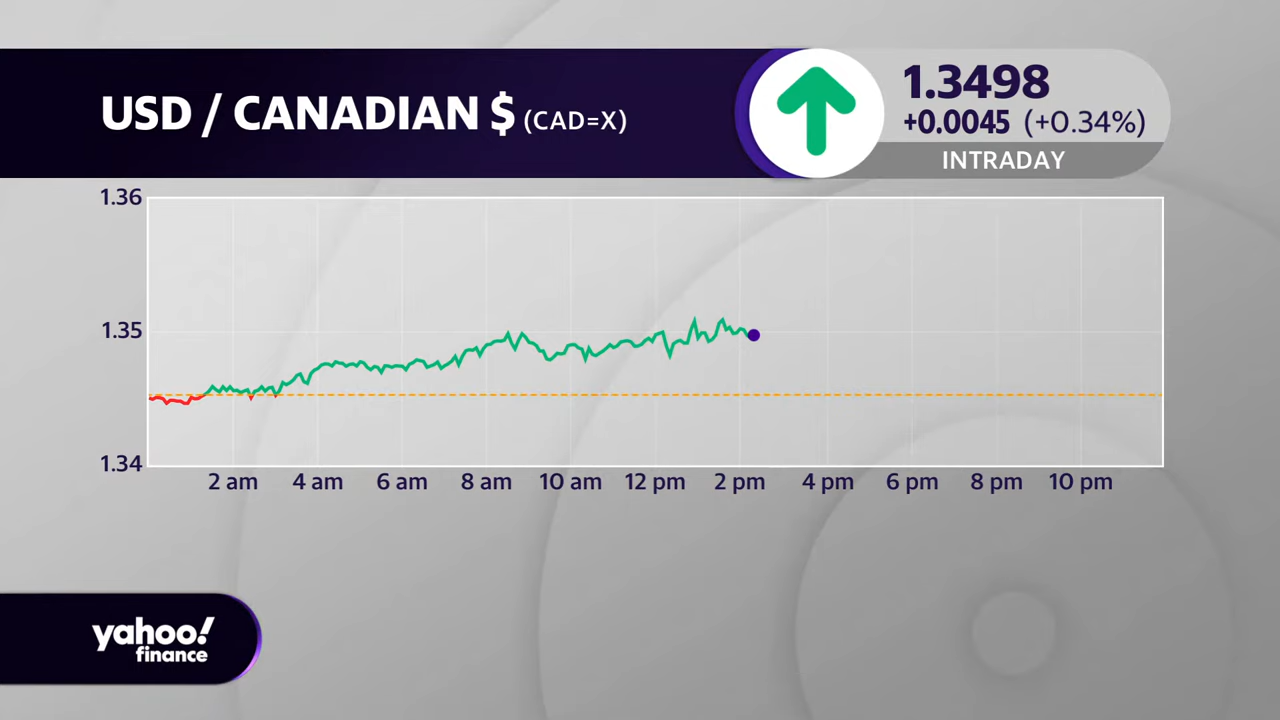 USD / CANADIAN $ (CAD=X)
1.3498
+0.0045 (+0.34%)
INTRADAY
1.36
1.35
1.34
2 am 4 am 6 am 8 am 10 am 12 pm 2 pm 4 pm 6 pm 8 pm 10 pm
yahoo!
finance